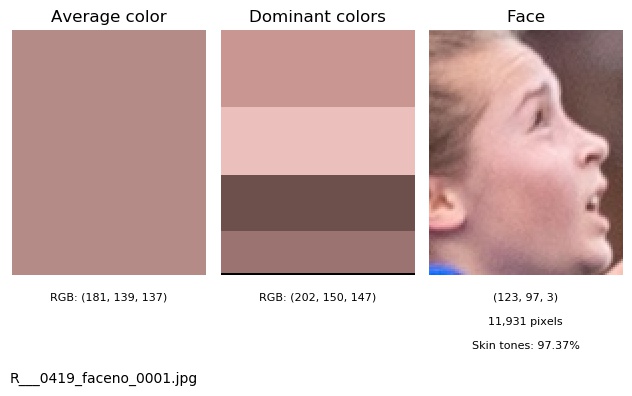 Average color
Dominant colors
Face
RGB: (181, 139, 137)
RGB: (202, 150, 147)
(123, 97, 3)
11,931 pixels
Skin tones: 97.37%
R___0419_faceno_0001.jpg